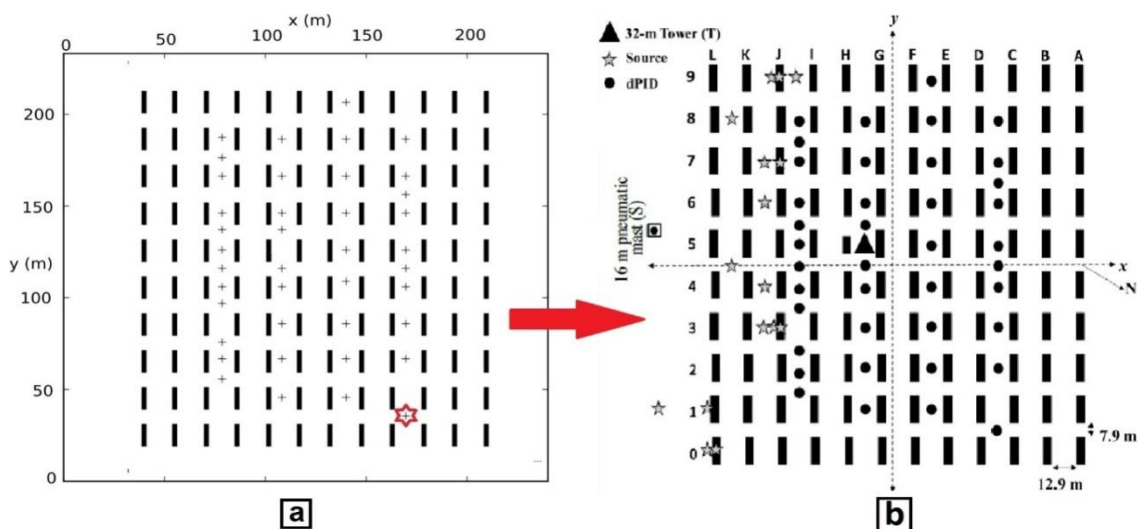 x (m)
0 50 100 150 200
200
150
y (m)
100
50
0
a
32-m Tower (T)
Source
dPID
y
L K J I H G F E D C B A
9
8
7
6
5
4
3
2
1
0
16 m pneumatic
mast (S)
x
N
7.9 m
12.9 m
b